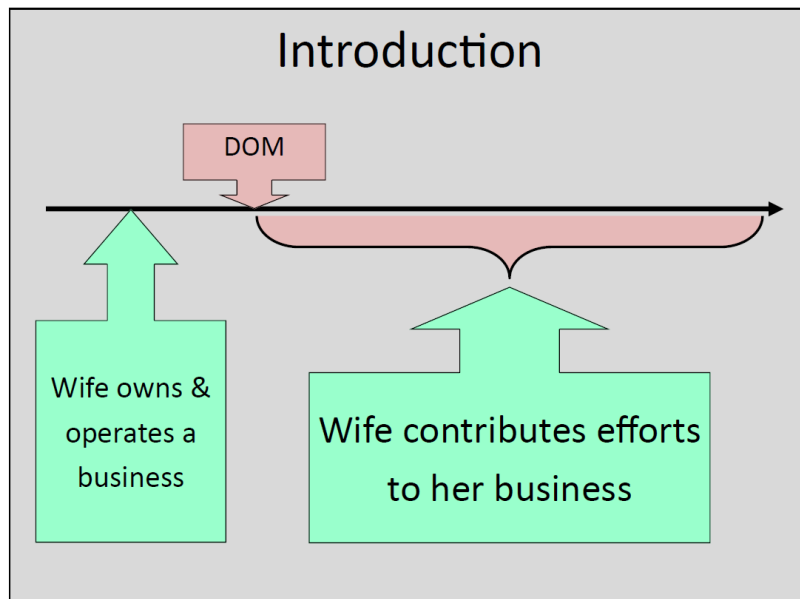 Introduction
DOM
Wife owns &
operates a
business
Wife contributes efforts
to her business